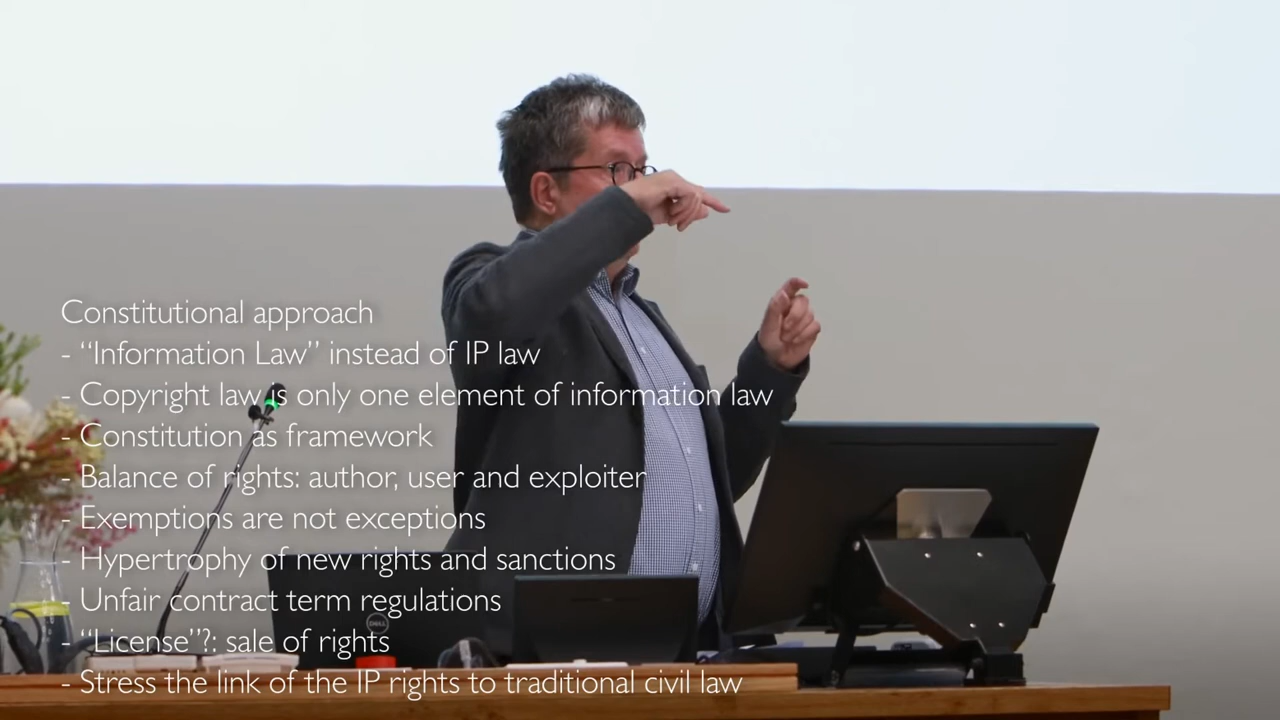 Constitutional approach
- “Information Law” instead of IP law
- Copyright law is only one element of information law
- Constitution as framework
- Balance of rights: author, user and exploiter
- Exemptions are not exceptions
- Hypertrophy of new rights and sanctions
- Unfair contract term regulations
- “License”?: sale of rights
- Stress the link of the IP rights to traditional civil law
DELL